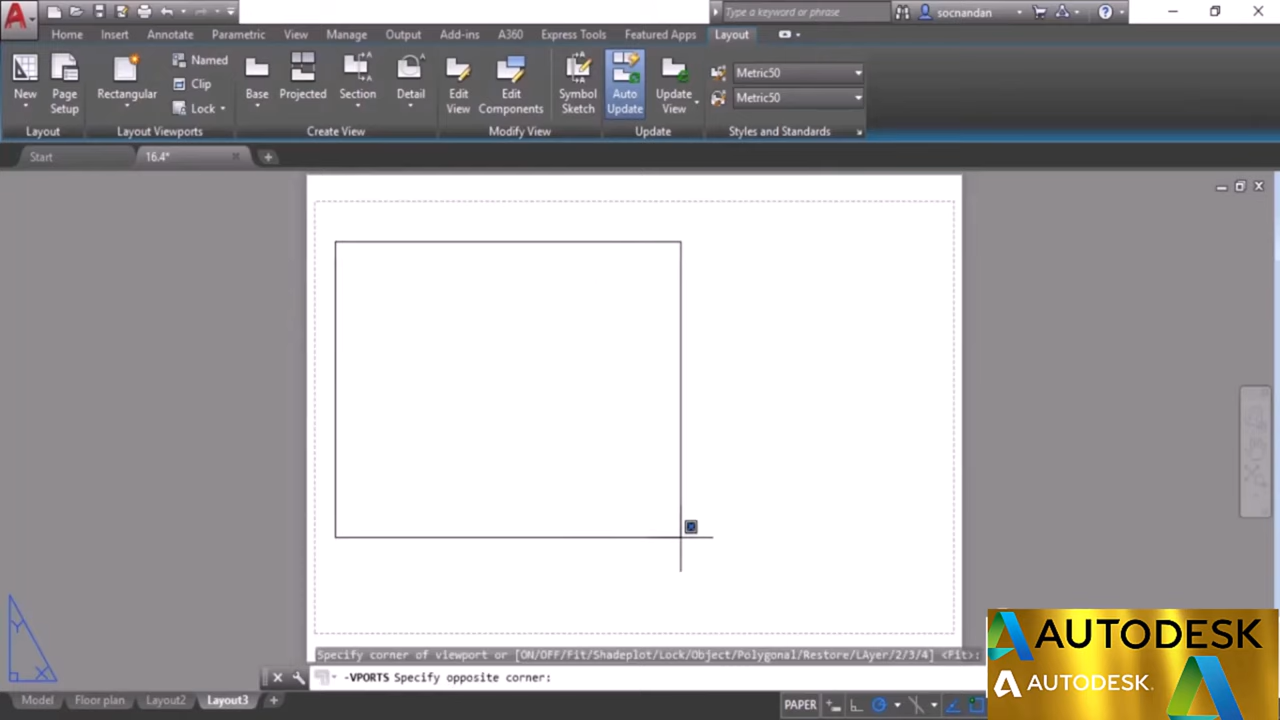 Type a keyword or phrase
socnandan
Home Insert Annotate Parametric View Manage Output Add-ins A360 Express Tools Featured Apps Layout
New
Page Setup
Rectangular
Named
Clip
Lock
Base
Projected
Section
Detail
Edit View
Edit Components
Symbol Sketch
Auto Update
Update View
Metric50
Metric50
Layout Layout Viewports Create View Modify View Update Styles and Standards
Start 16.4*
Specify corner of viewport or [ON/OFF/Fit/Shadeplot/Lock/Object/Polygonal/Restore/LAyer/2/3/4] <Fit>:
-VPORTS Specify opposite corner:
Y
X
Model Floor plan Layout2 Layout3
PAPER
AUTODESK
AUTODESK.